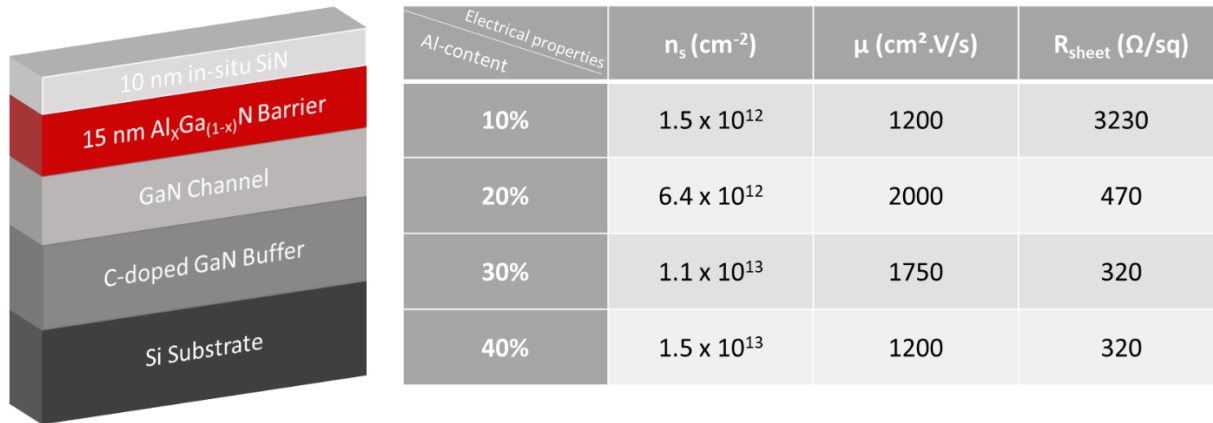 10 nm in-situ SiN
15 nm AlₓGa₍₁₋ₓ₎N Barrier
GaN Channel
C-doped GaN Buffer
Si Substrate
Electrical properties
Al-content
nₛ (cm⁻²) µ (cm².V/s) Rₛₕₑₑₜ (Ω/sq)
10% 1.5 x 10¹² 1200 3230
20% 6.4 x 10¹² 2000 470
30% 1.1 x 10¹³ 1750 320
40% 1.5 x 10¹³ 1200 320